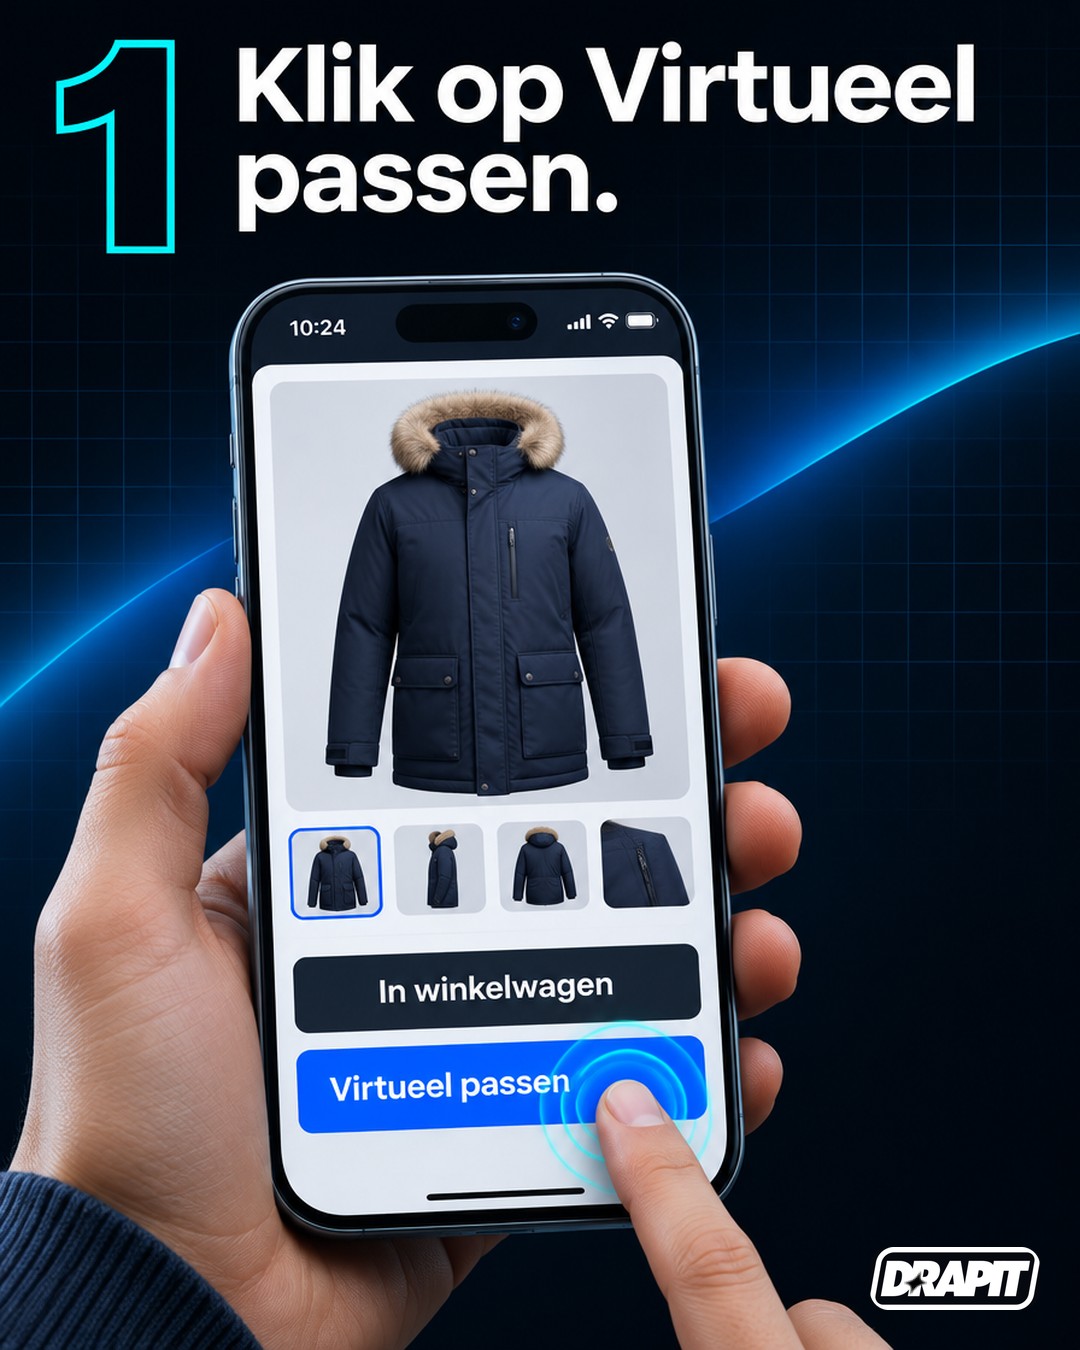 1
Klik op Virtueel
passen.
10:24
In winkelwagen
Virtueel passen
DRAPIT